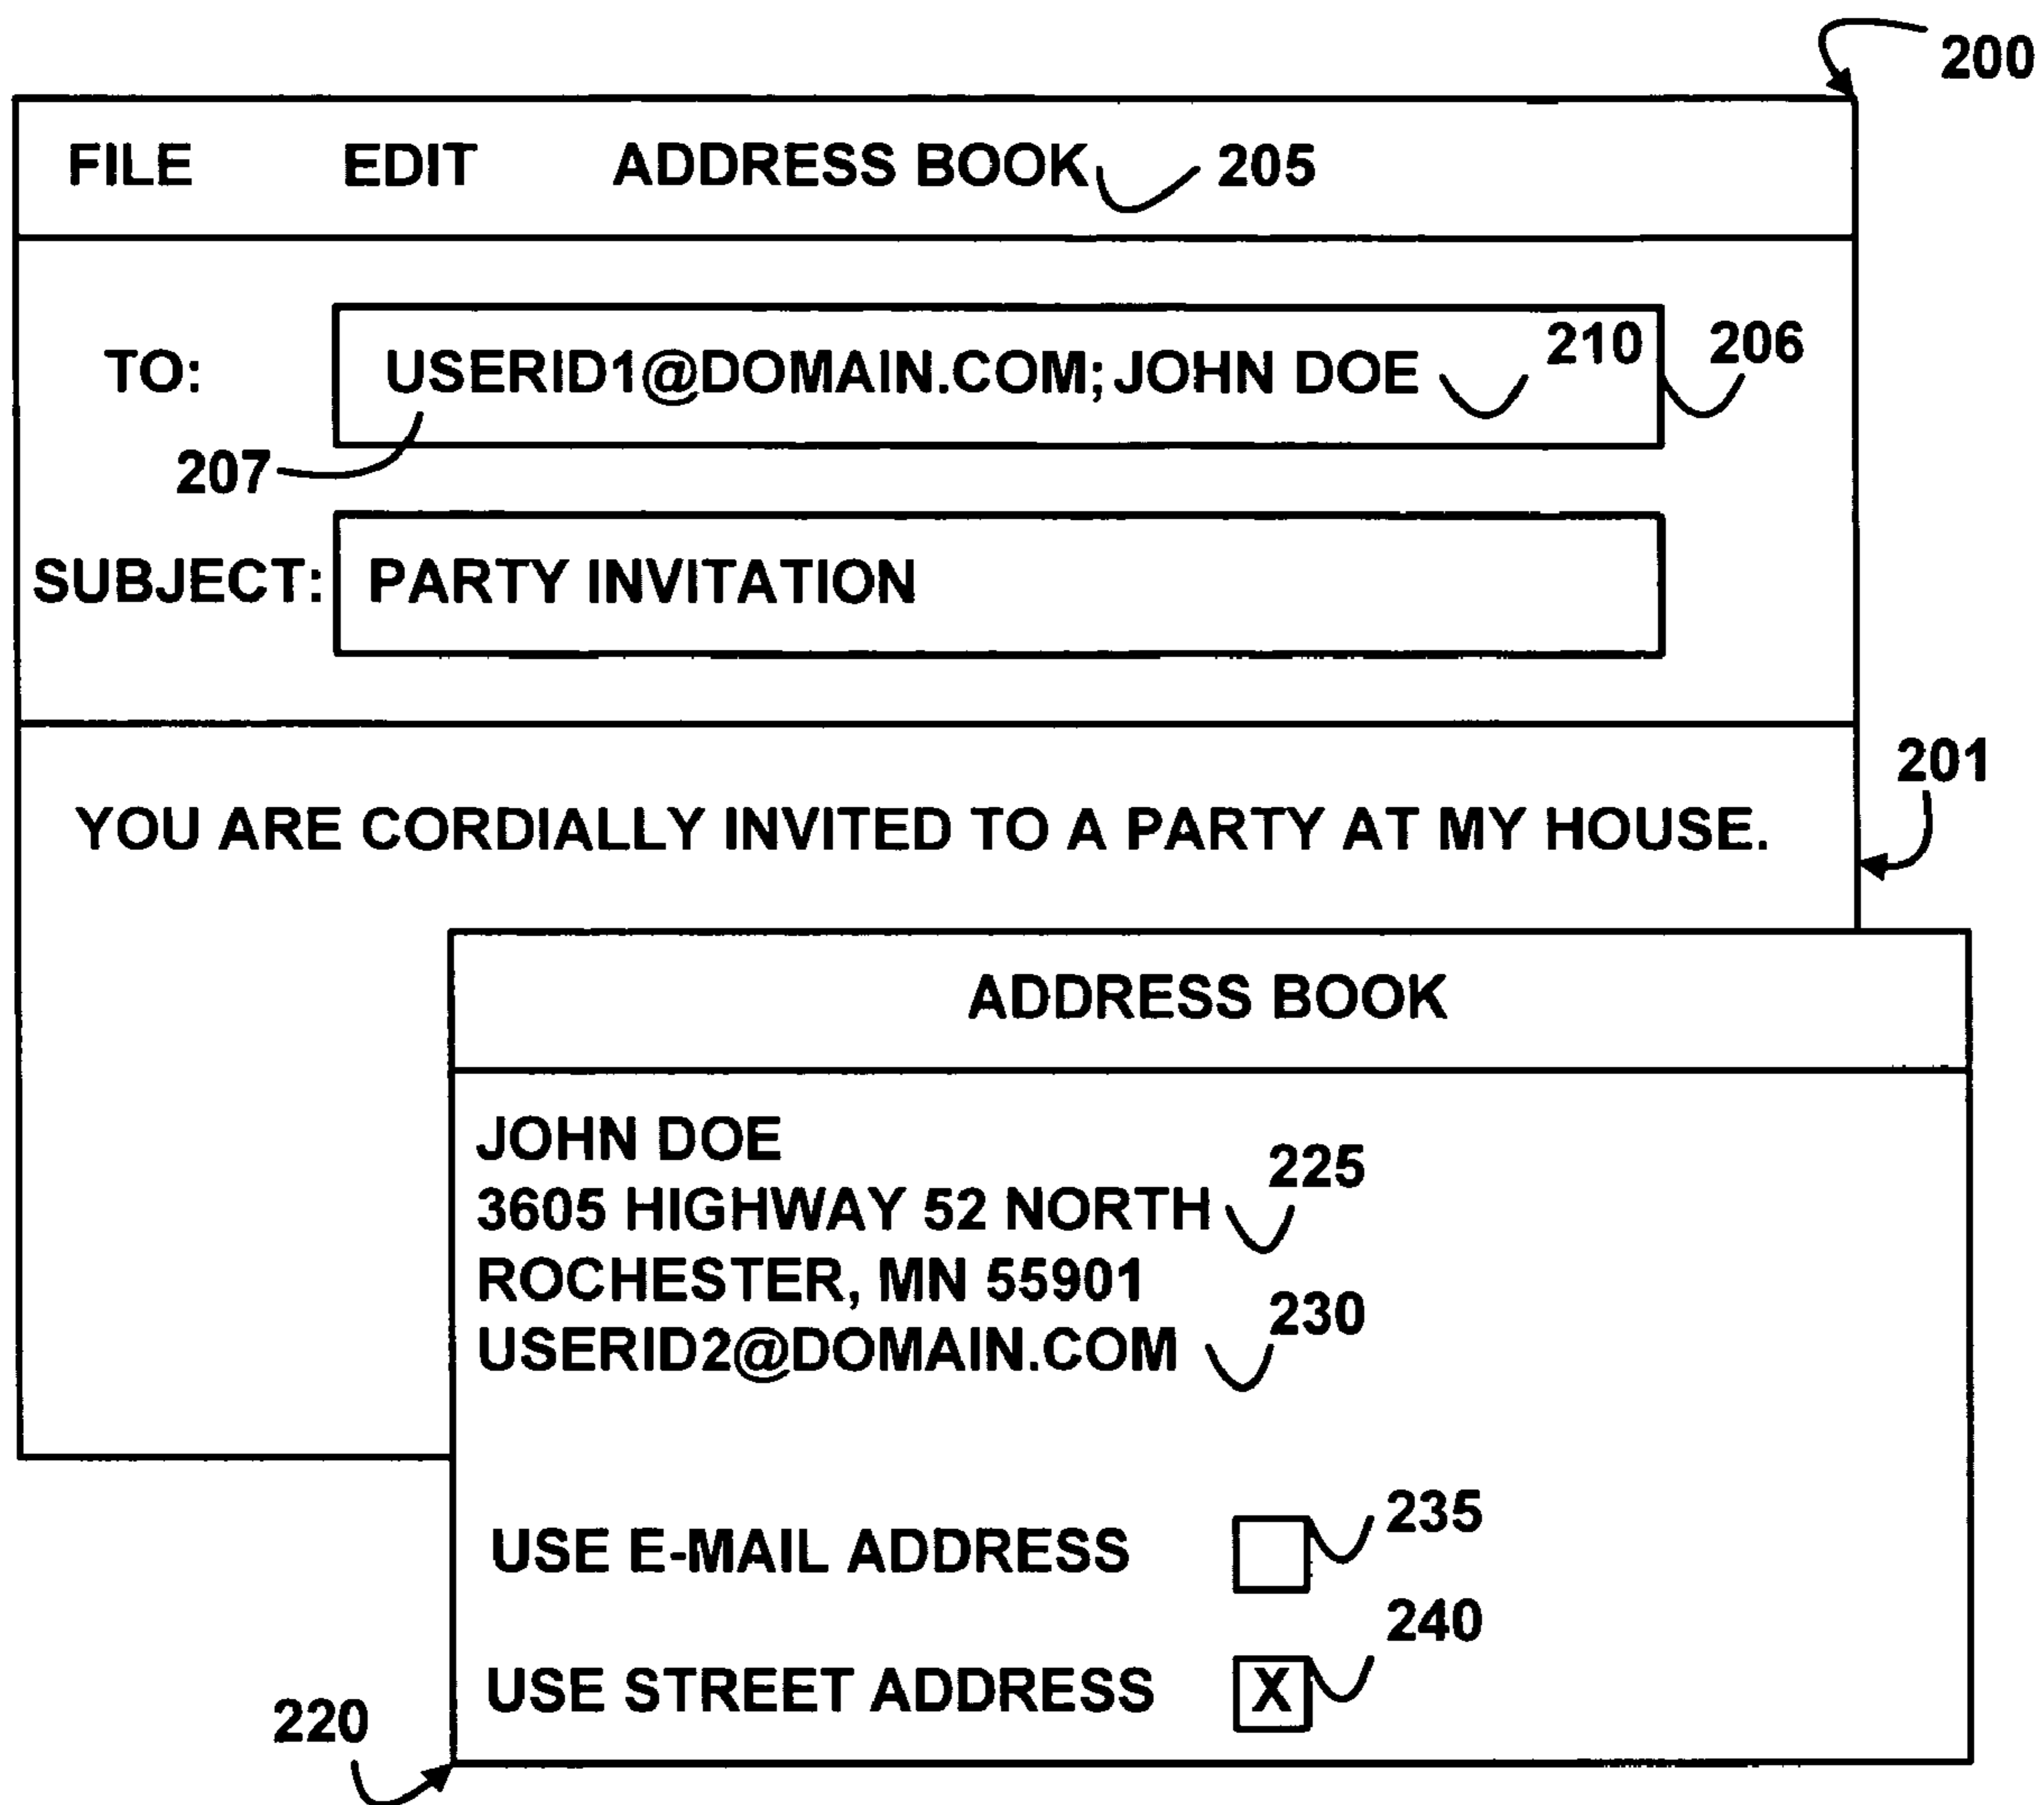 200
FILE EDIT ADDRESS BOOK 205
TO: USERID1@DOMAIN.COM; JOHN DOE 210 206
207
SUBJECT: PARTY INVITATION
201
YOU ARE CORDIALLY INVITED TO A PARTY AT MY HOUSE.
ADDRESS BOOK
JOHN DOE
225
3605 HIGHWAY 52 NORTH
ROCHESTER, MN 55901
230
USERID2@DOMAIN.COM
235
USE E-MAIL ADDRESS
240
USE STREET ADDRESS X
220